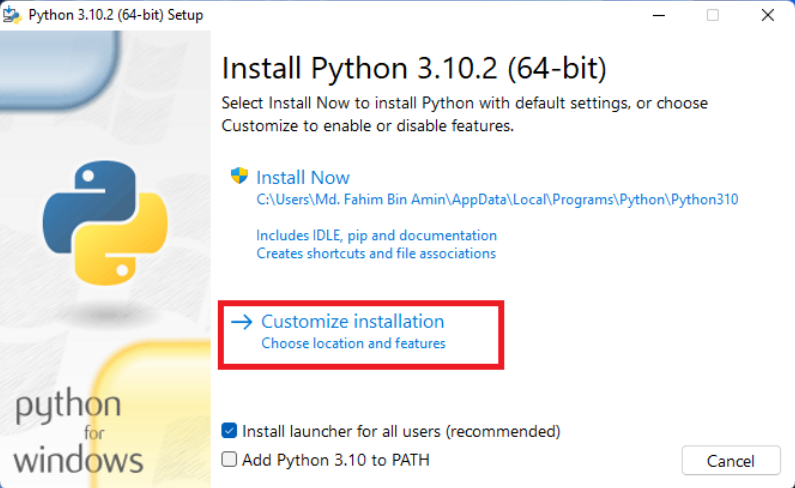 Python 3.10.2 (64-bit) Setup
Install Python 3.10.2 (64-bit)
Select Install Now to install Python with default settings, or choose
Customize to enable or disable features.
Install Now
C:\Users\Md. Fahim Bin Amin\AppData\Local\Programs\Python\Python310
Includes IDLE, pip and documentation
Creates shortcuts and file associations
Customize installation
Choose location and features
python
for
windows
Install launcher for all users (recommended)
Add Python 3.10 to PATH
Cancel